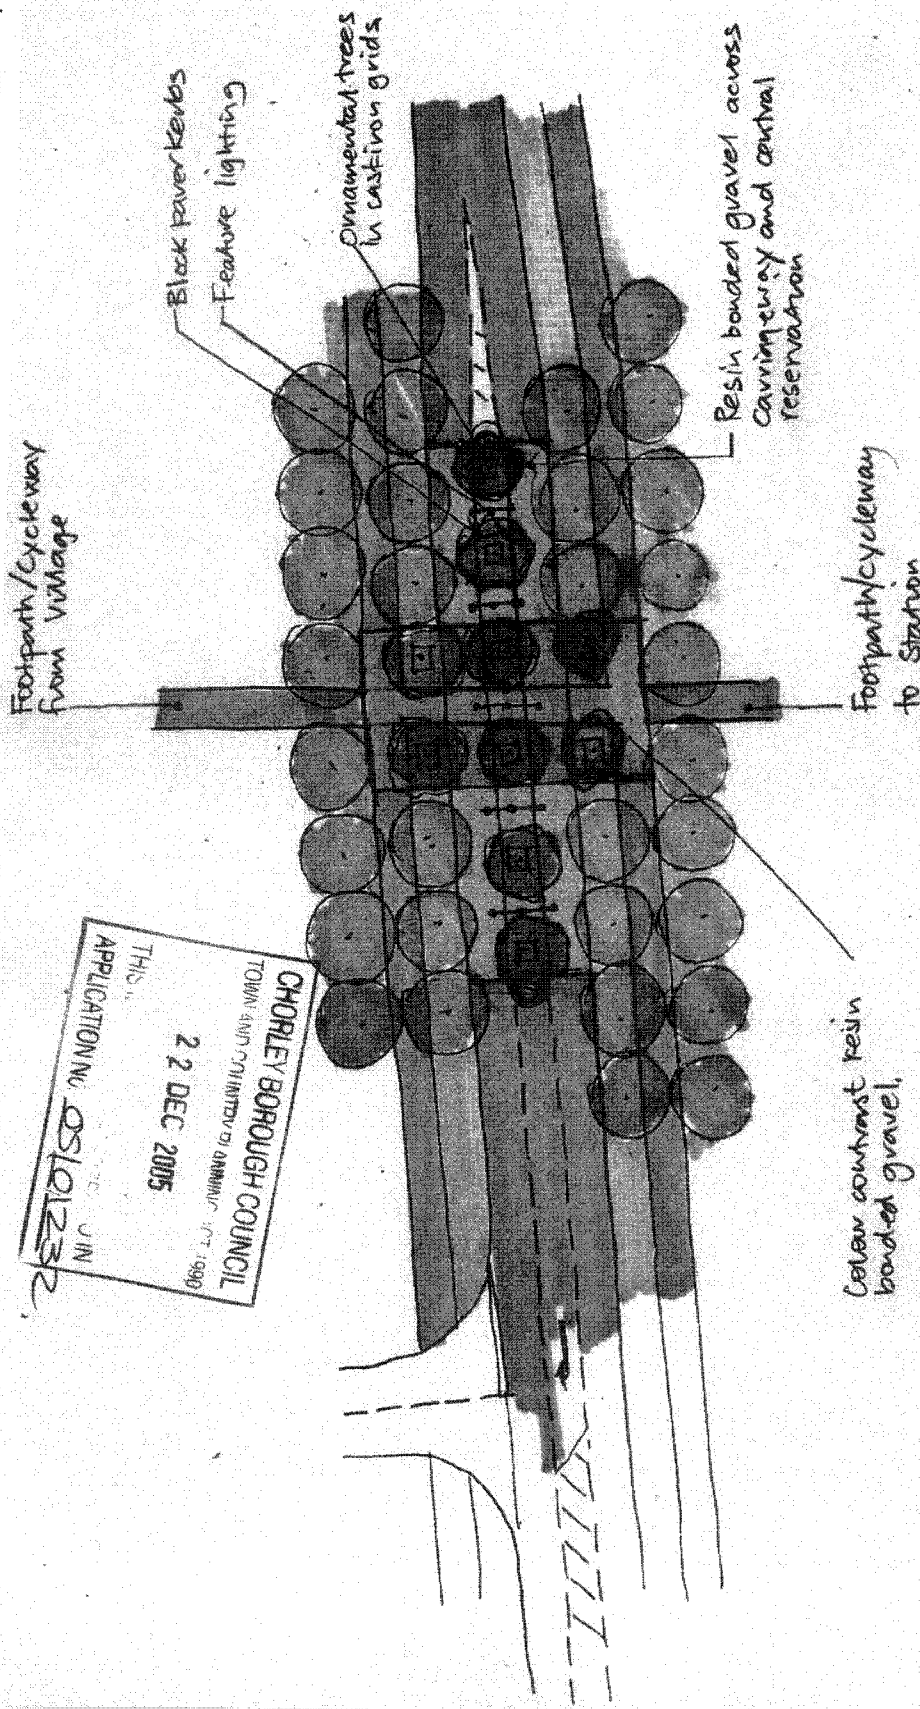 Footpath/Cycleway
from Village
Block paver kerbs
Feature lighting
Ornamental trees
in cast iron grids
Resin bonded gravel across
carriageway and central
reservation
Footpath/cycleway
to Station
Colour contrast resin
bonded gravel.
CHORLEY BOROUGH COUNCIL
TOWN AND COUNTRY PLANNING ACT 1990
22 DEC 2005
THIS
APPLICATION No.